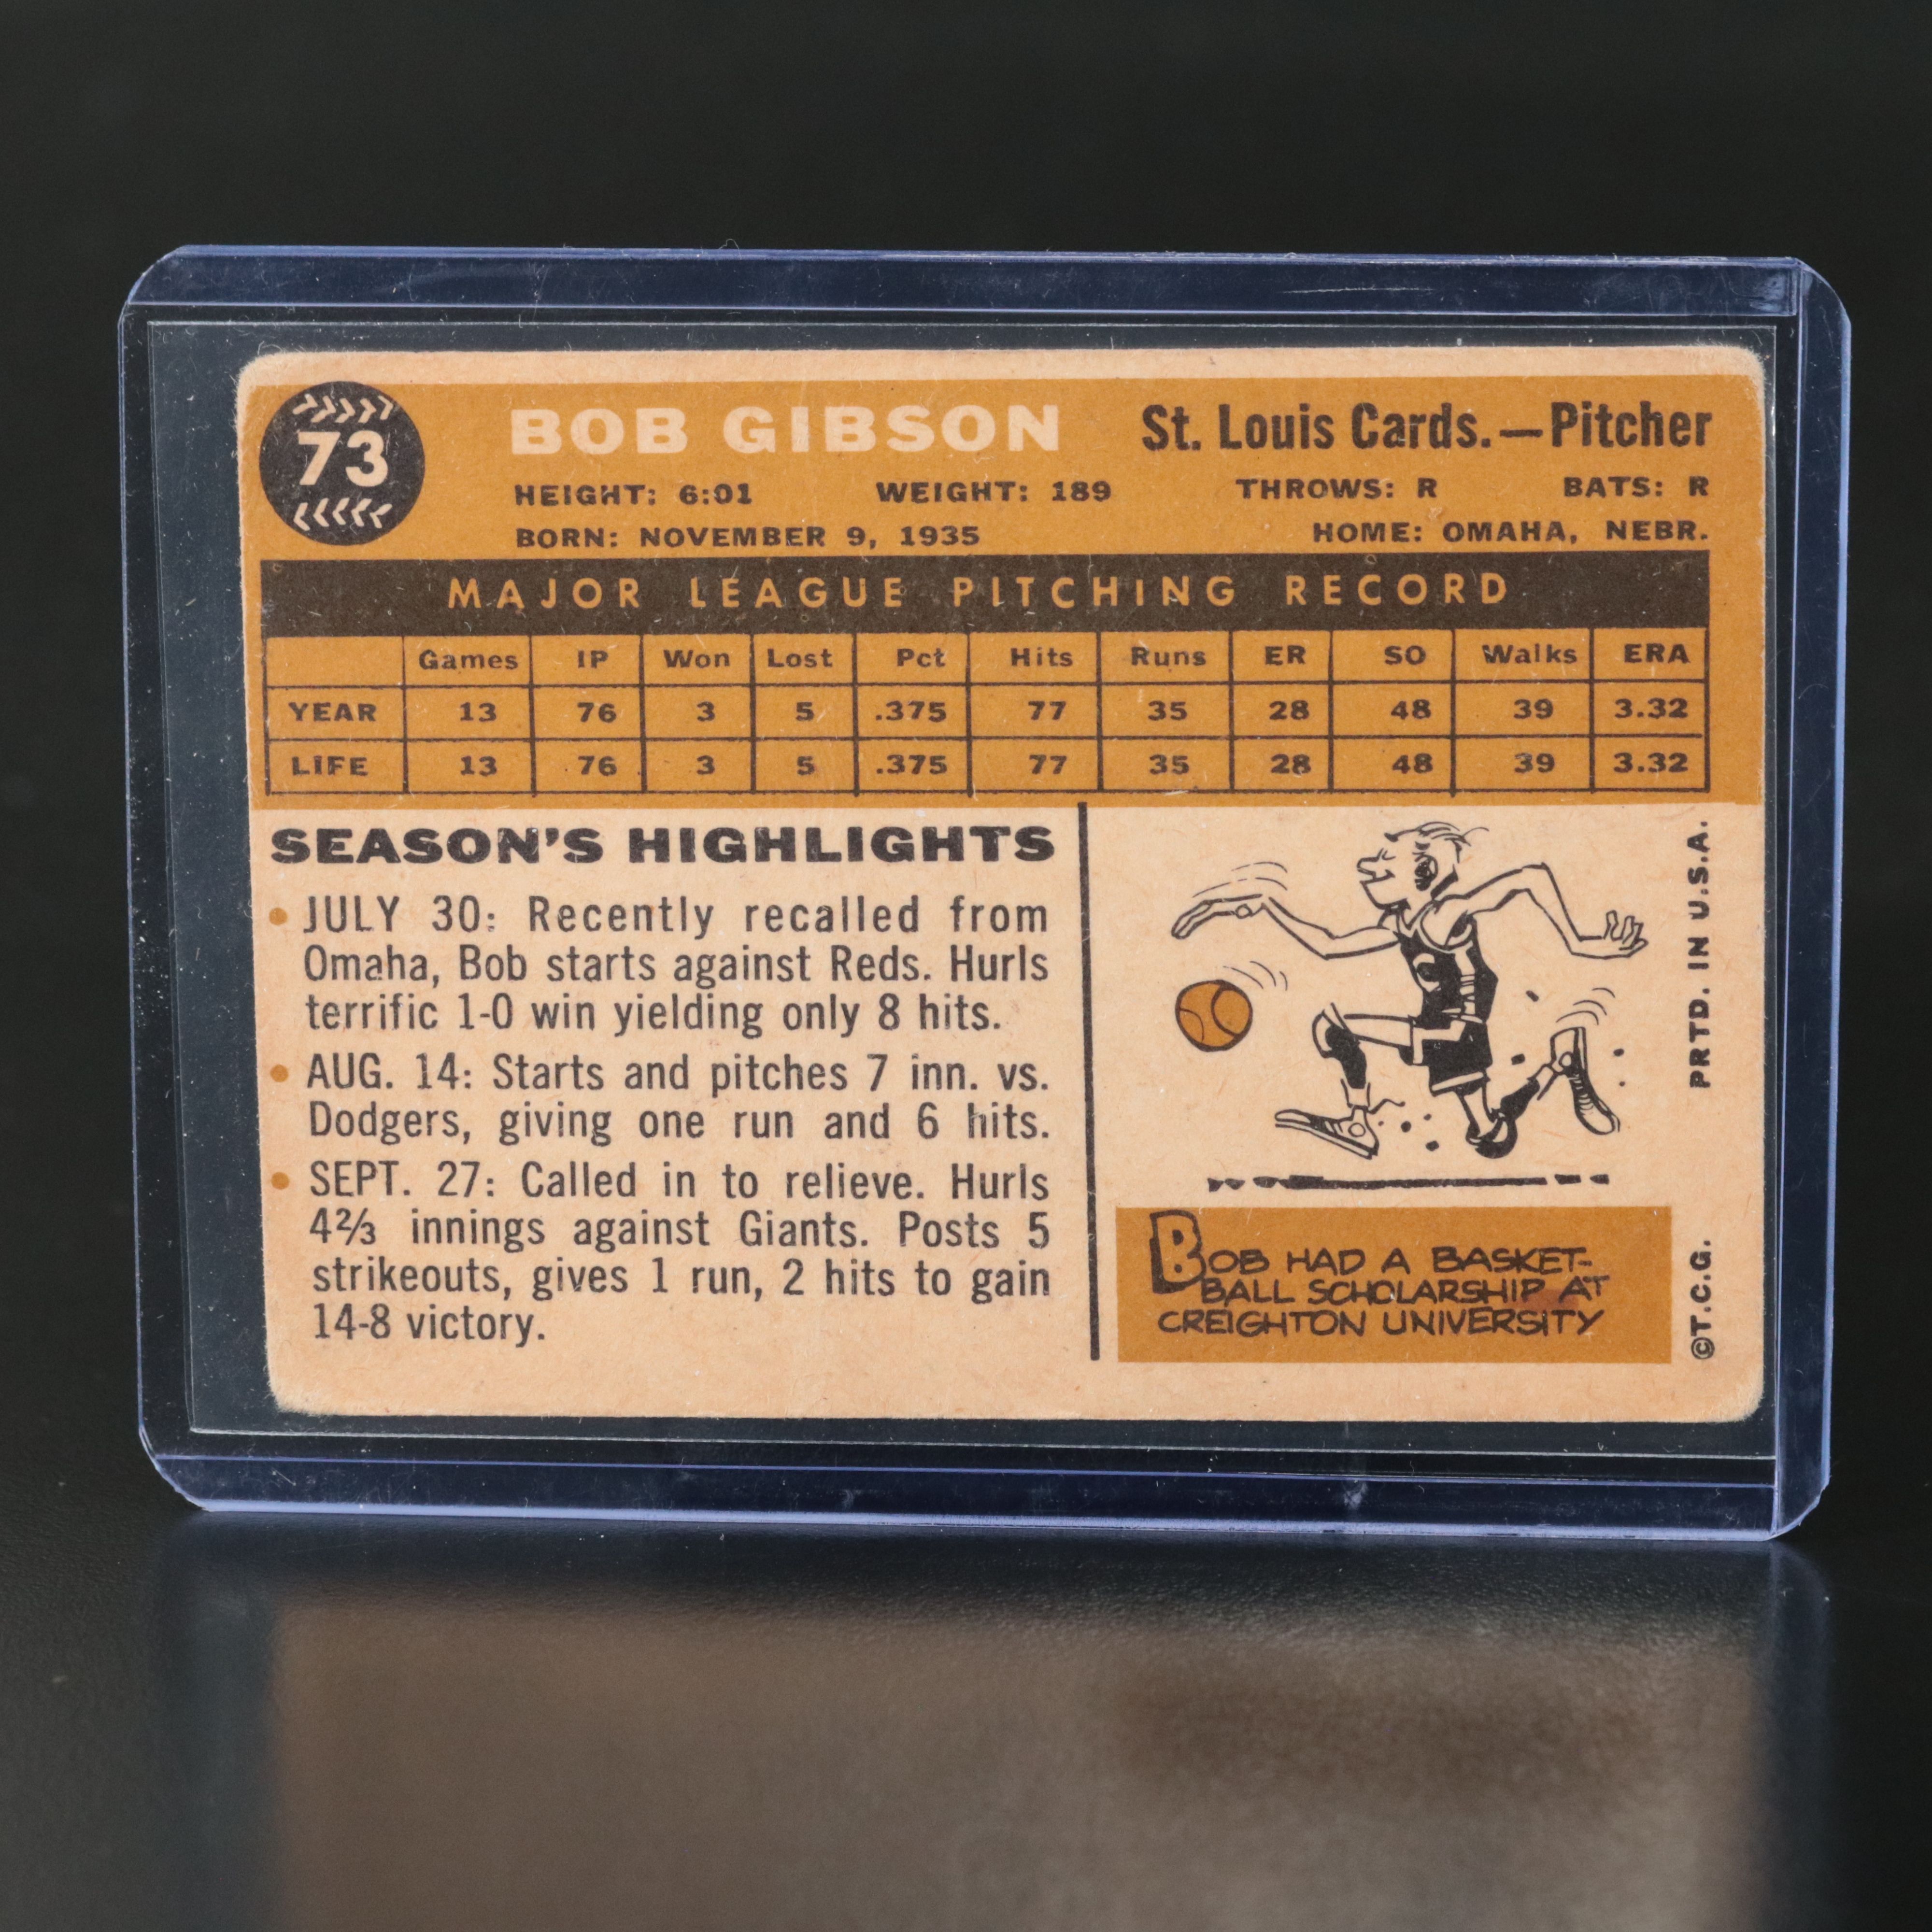 73
BOB GIBSON
St. Louis Cards.—Pitcher
HEIGHT: 6:01 WEIGHT: 189 THROWS: R BATS: R
BORN: NOVEMBER 9, 1935 HOME: OMAHA, NEBR.
MAJOR LEAGUE PITCHING RECORD
Games IP Won Lost Pct Hits Runs ER SO Walks ERA
YEAR 13 76 3 5 .375 77 35 28 48 39 3.32
LIFE 13 76 3 5 .375 77 35 28 48 39 3.32
SEASON'S HIGHLIGHTS
• JULY 30: Recently recalled from
Omaha, Bob starts against Reds. Hurls
terrific 1-0 win yielding only 8 hits.
• AUG. 14: Starts and pitches 7 inn. vs.
Dodgers, giving one run and 6 hits.
• SEPT. 27: Called in to relieve. Hurls
4⅔ innings against Giants. Posts 5
strikeouts, gives 1 run, 2 hits to gain
14-8 victory.
C
BOB HAD A BASKET-
BALL SCHOLARSHIP AT
CREIGHTON UNIVERSITY
PRTD. IN U.S.A.
©T.C.G.